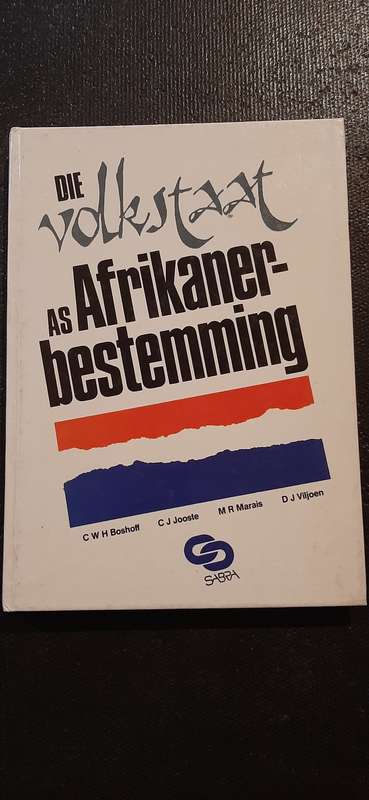 DIE
volkstaat
AS Afrikaner-
bestemming
C W H Boshoff C J Jooste M R Marais D J Viljoen
SABRA